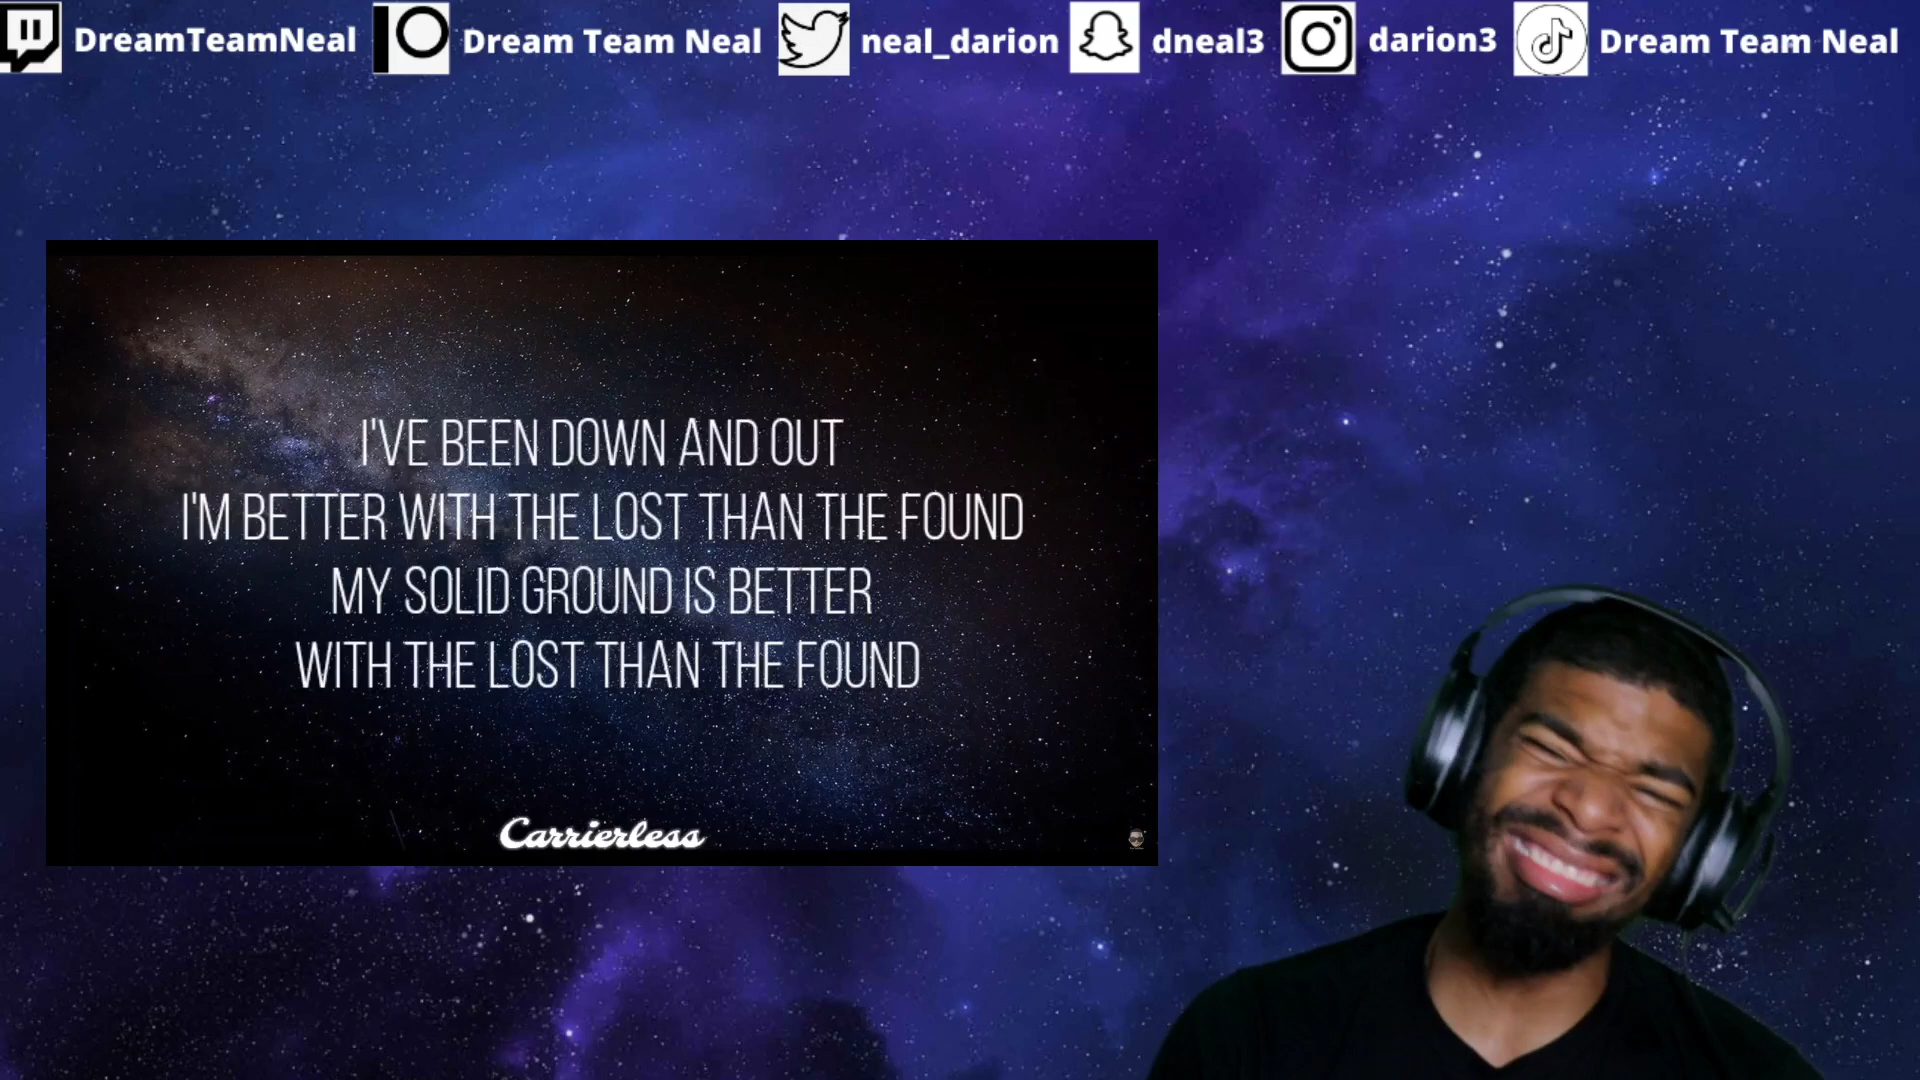 DreamTeamNeal Dream Team Neal neal_darion dneal3 darion3 Dream Team Neal
I'VE BEEN DOWN AND OUT
I'M BETTER WITH THE LOST THAN THE FOUND
MY SOLID GROUND IS BETTER
WITH THE LOST THAN THE FOUND
Carrierless